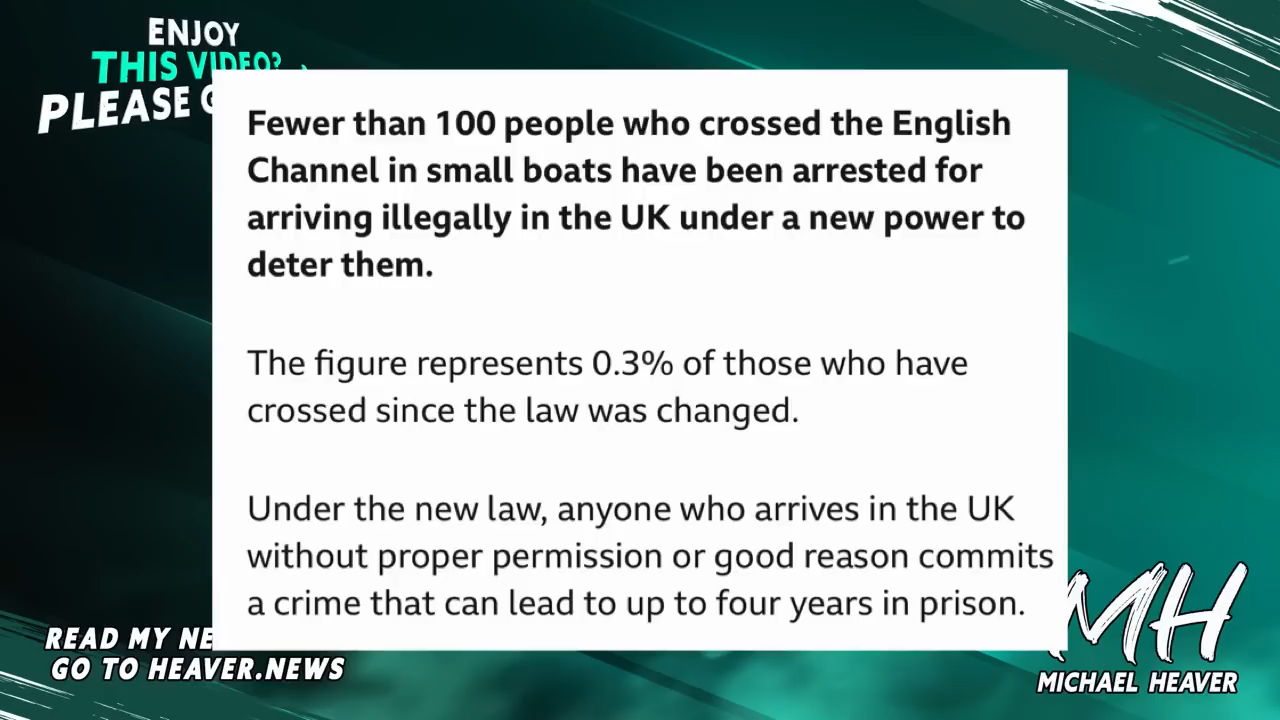 ENJOY
THIS VIDEO?
PLEASE G
Fewer than 100 people who crossed the English
Channel in small boats have been arrested for
arriving illegally in the UK under a new power to
deter them.
The figure represents 0.3% of those who have
crossed since the law was changed.
Under the new law, anyone who arrives in the UK
without proper permission or good reason commits
a crime that can lead to up to four years in prison.
READ MY NE
GO TO HEAVER.NEWS
MH
MICHAEL HEAVER